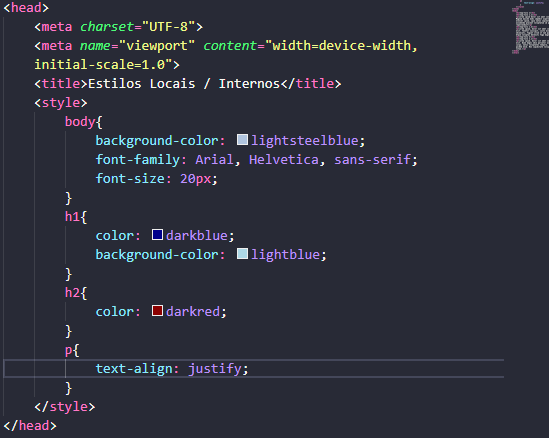 <head>
<meta charset="UTF-8">
<meta name="viewport" content="width=device-width,
initial-scale=1.0">
<title>Estilos Locais / Internos</title>
<style>
body{
background-color: lightsteelblue;
font-family: Arial, Helvetica, sans-serif;
font-size: 20px;
}
h1{
color: darkblue;
background-color: lightblue;
}
h2{
color: darkred;
}
p{
text-align: justify;
}
</style>
</head>